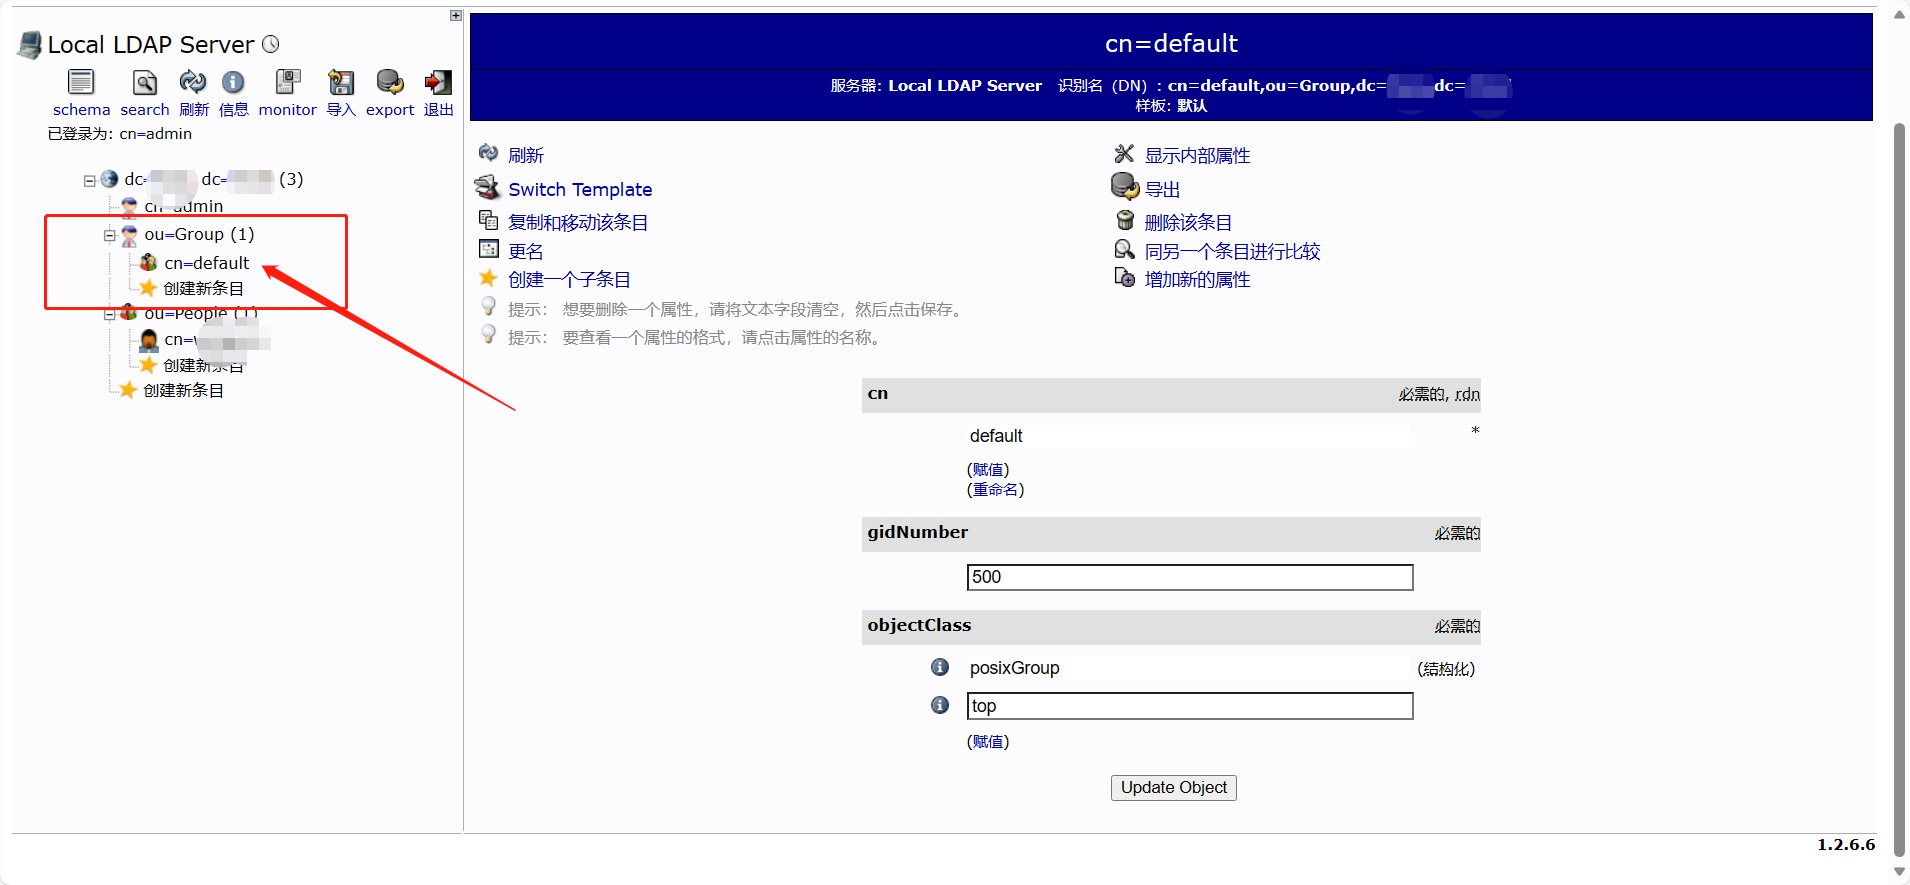 Local LDAP Server
schema search 刷新 信息 monitor 导入 export 退出
已登录为: cn=admin
dc= dc= (3)
cn=admin
ou=Group (1)
cn=default
创建新条目
ou=People (1)
cn=
创建新条目
创建新条目
cn=default
服务器: Local LDAP Server 识别名（DN）: cn=default,ou=Group,dc= dc=
样板: 默认
刷新
显示内部属性
Switch Template
导出
复制和移动该条目
删除该条目
更名
同另一个条目进行比较
创建一个子条目
增加新的属性
提示： 想要删除一个属性，请将文本字段清空，然后点击保存。
提示： 要查看一个属性的格式，请点击属性的名称。
cn 必需的, rdn
default *
(赋值)
(重命名)
gidNumber 必需的
500
objectClass 必需的
posixGroup (结构化)
top
(赋值)
Update Object
1.2.6.6